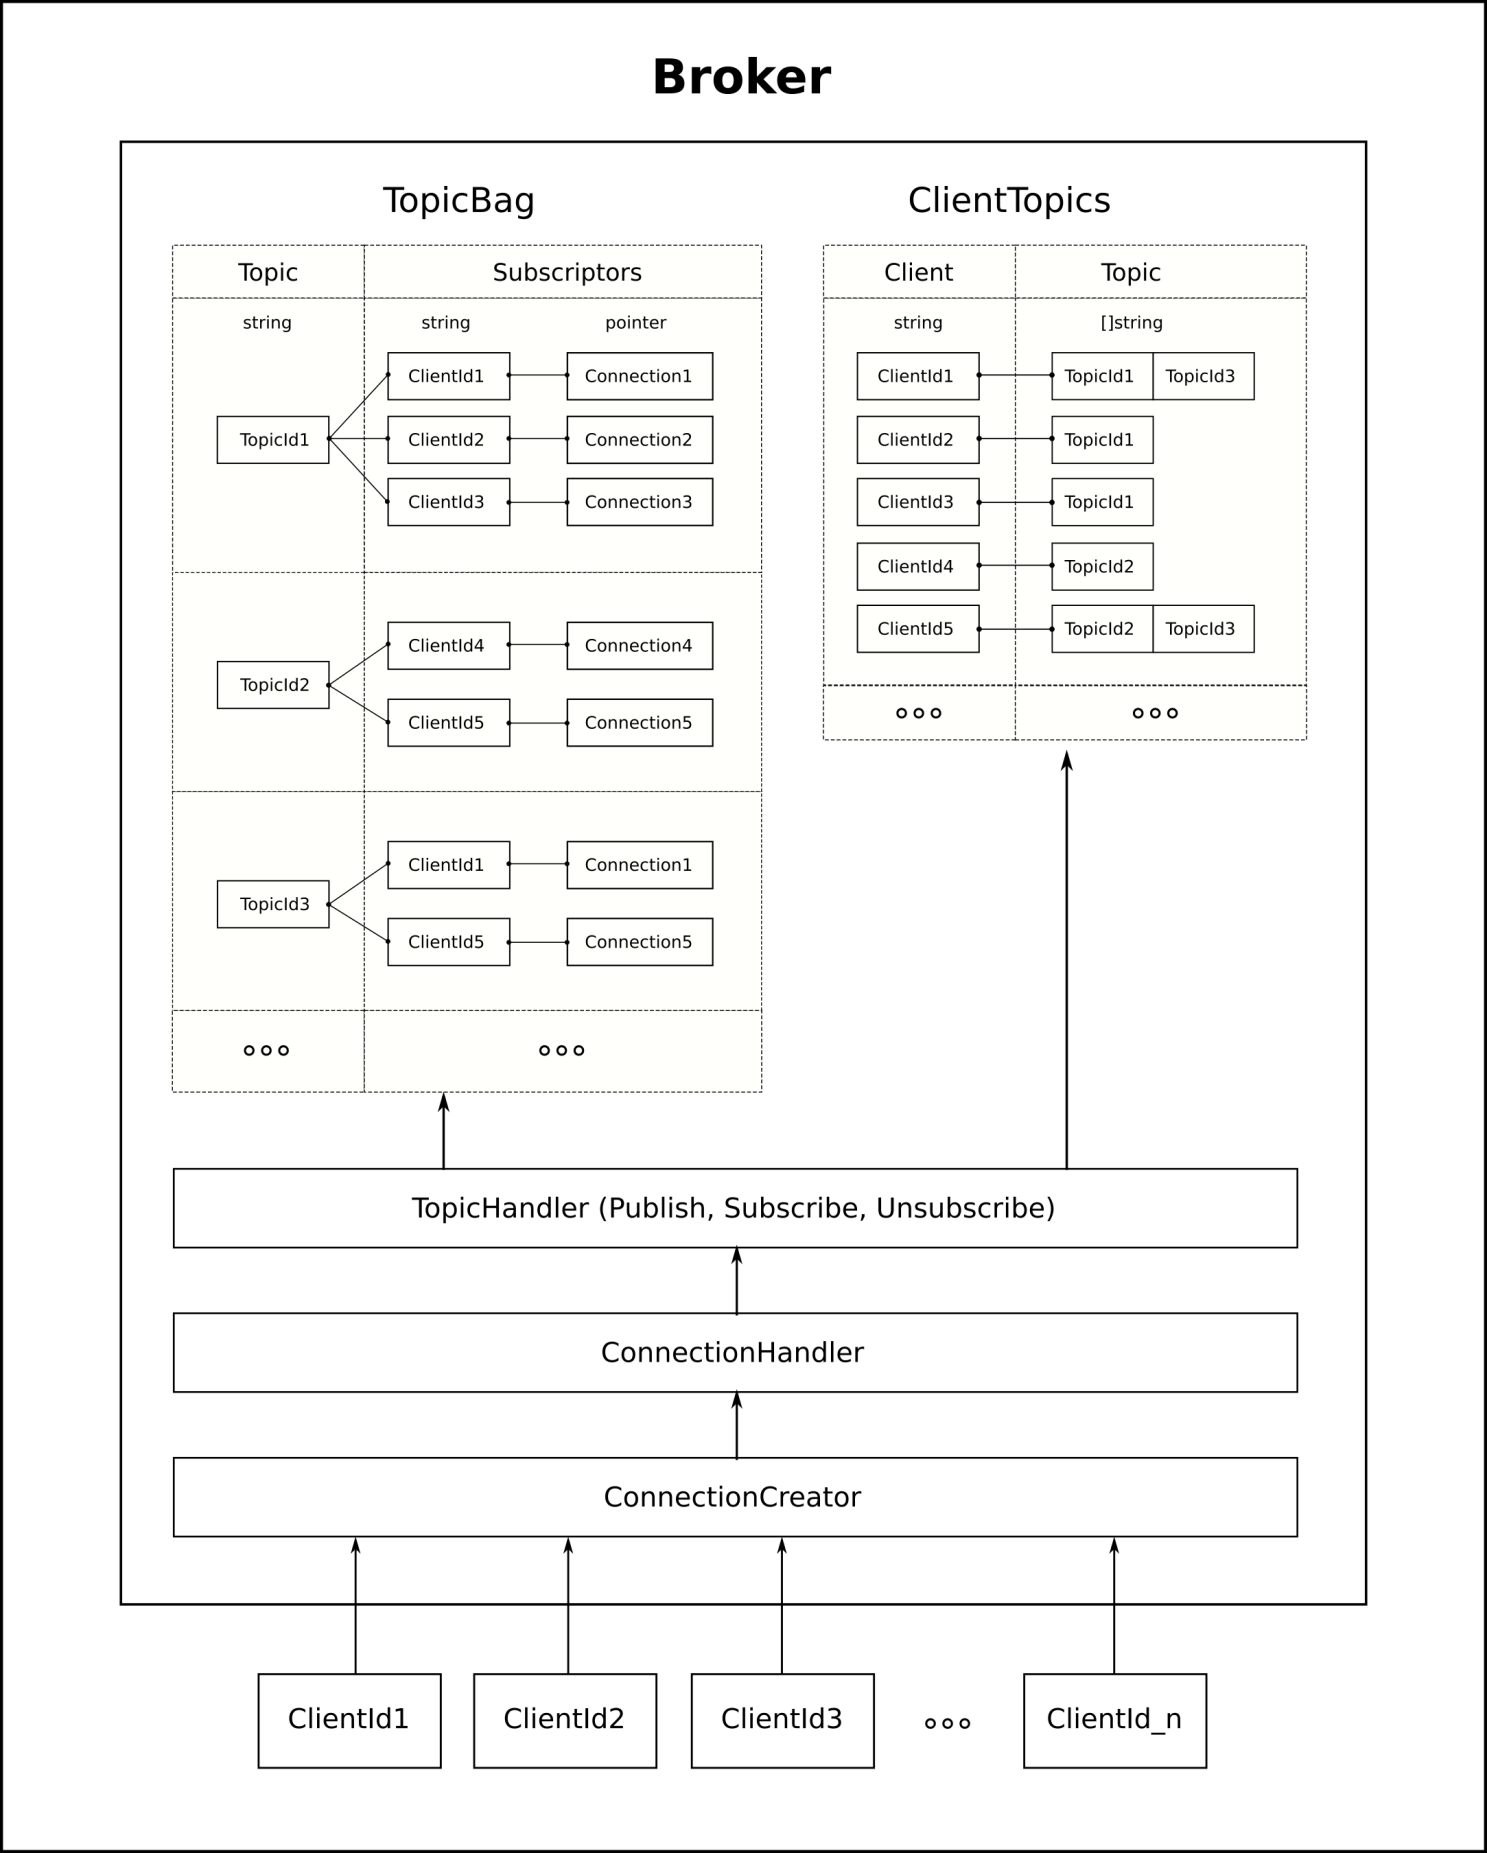 Broker
TopicBag
Topic
Subscriptors
string
string
pointer
TopicId1
ClientId1
Connection1
ClientId2
Connection2
ClientId3
Connection3
TopicId2
ClientId4
Connection4
ClientId5
Connection5
TopicId3
ClientId1
Connection1
ClientId5
Connection5
ClientTopics
Client
Topic
string
[]string
ClientId1
TopicId1
TopicId3
ClientId2
TopicId1
ClientId3
TopicId1
ClientId4
TopicId2
ClientId5
TopicId2
TopicId3
TopicHandler (Publish, Subscribe, Unsubscribe)
ConnectionHandler
ConnectionCreator
ClientId1
ClientId2
ClientId3
ClientId_n